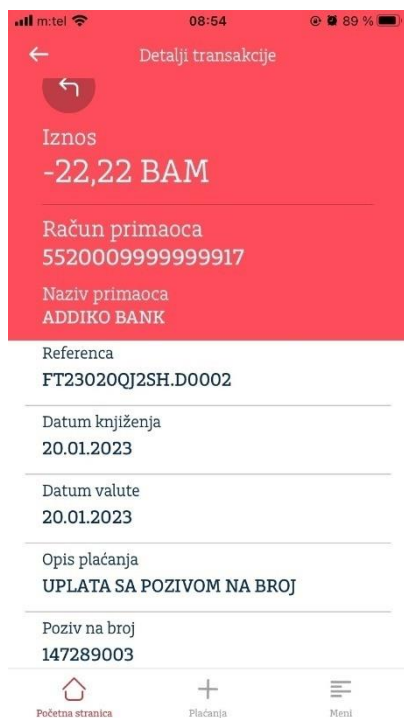 m:tel 08:54 89 %
Detalji transakcije
Iznos
-22,22 BAM
Račun primaoca
5520009999999917
Naziv primaoca
ADDIKO BANK
Referenca
FT23020QJ2SH.D0002
Datum knjiženja
20.01.2023
Datum valute
20.01.2023
Opis plaćanja
UPLATA SA POZIVOM NA BROJ
Poziv na broj
147289003
Početna stranica Plaćanja Meni